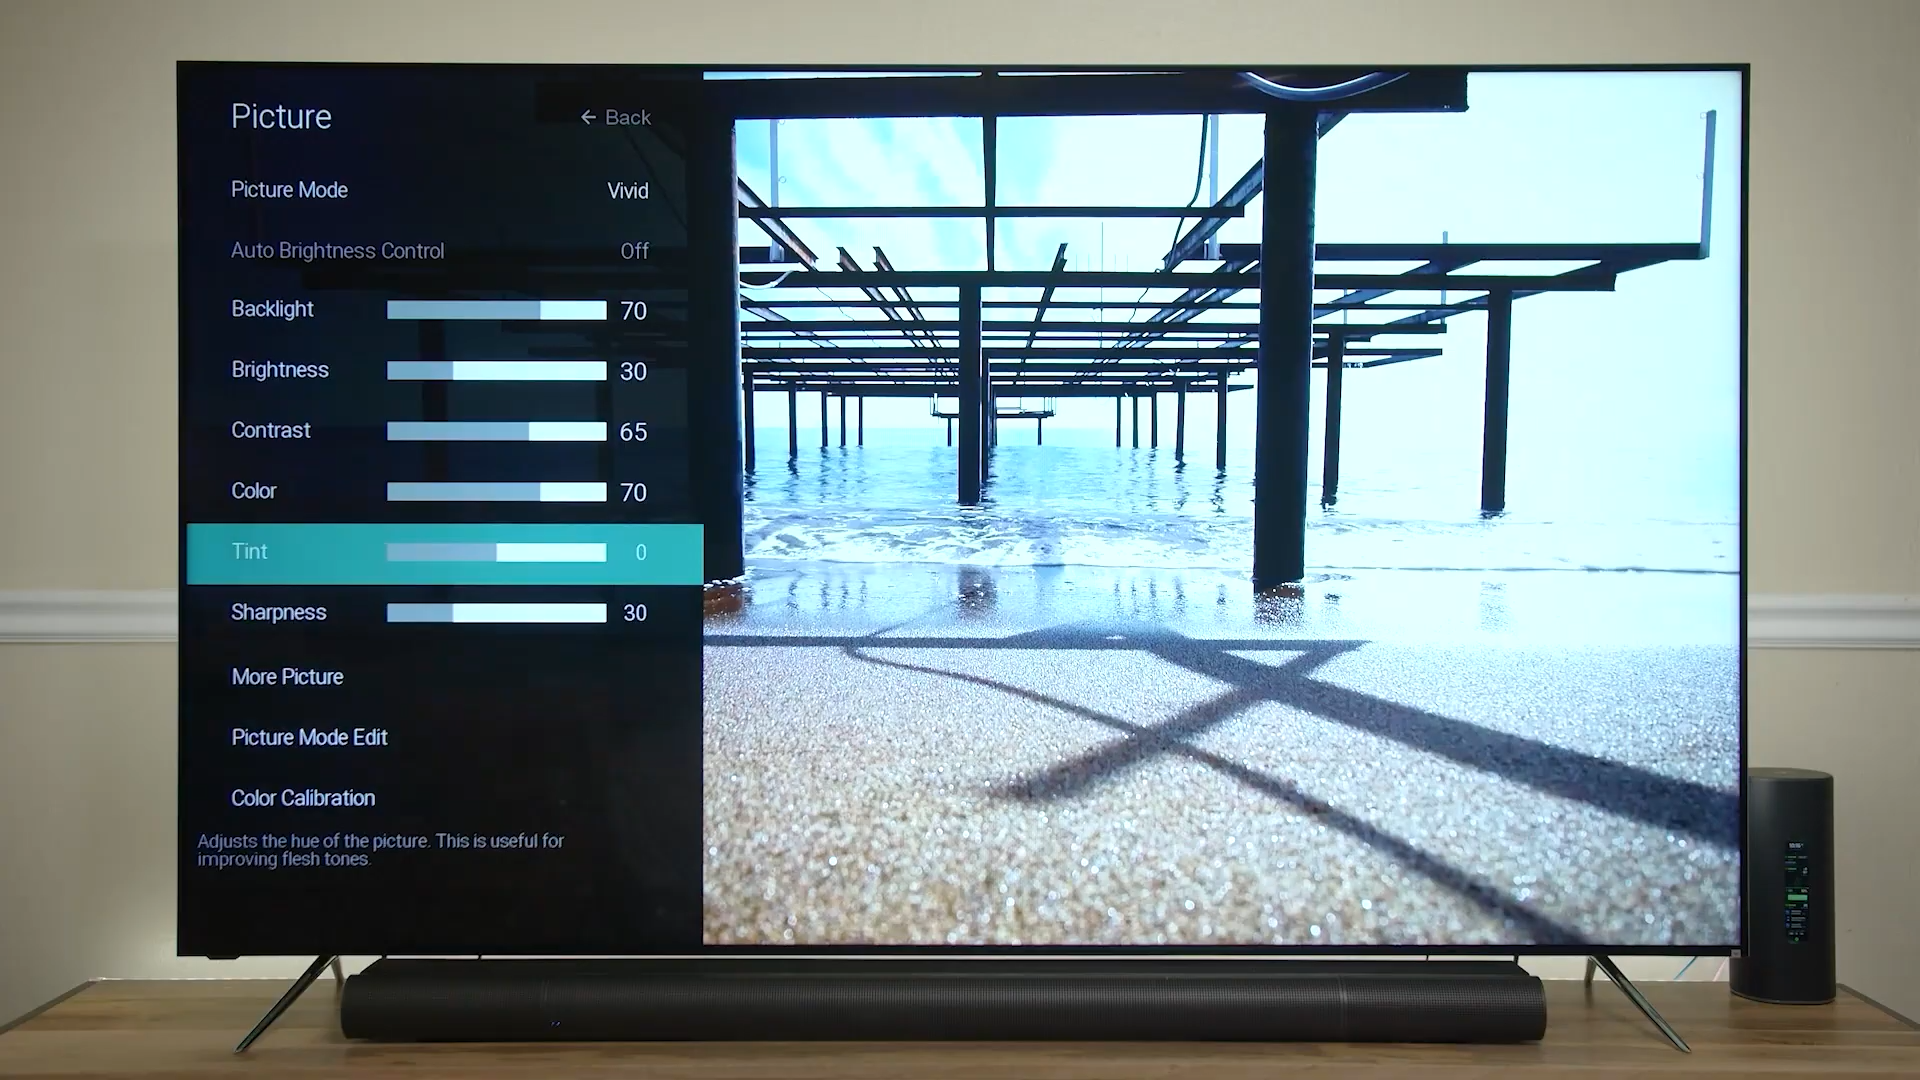 Picture
← Back
Picture Mode Vivid
Auto Brightness Control Off
Backlight 70
Brightness 30
Contrast 65
Color 70
Tint 0
Sharpness 30
More Picture
Picture Mode Edit
Color Calibration
Adjusts the hue of the picture. This is useful for
improving flesh tones.